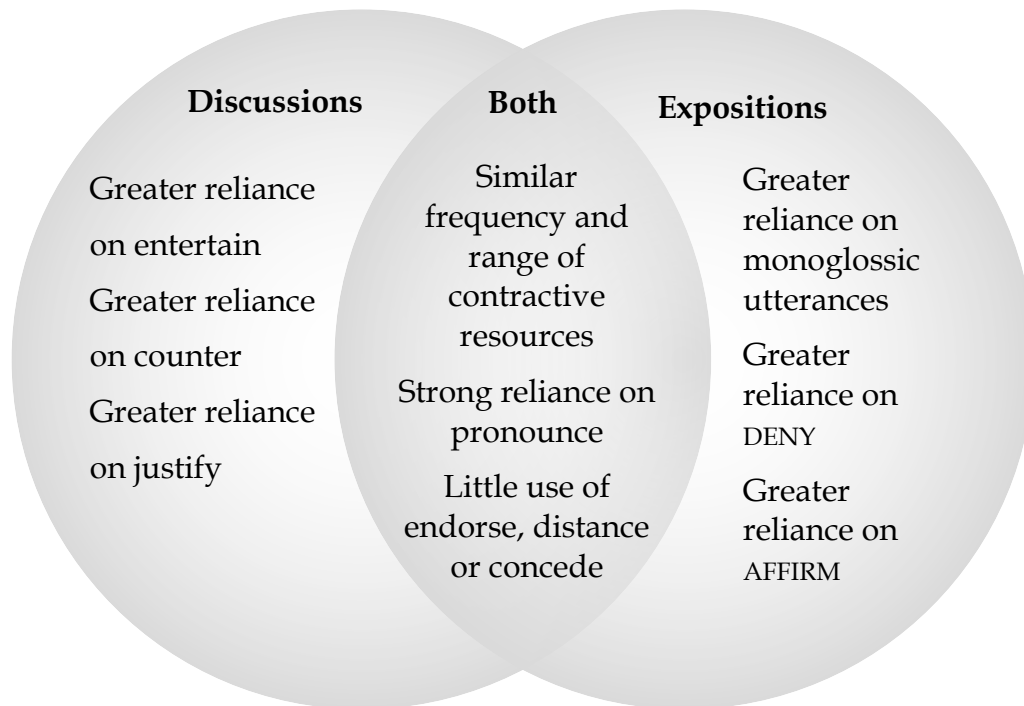 Discussions
Greater reliance
on entertain
Greater reliance
on counter
Greater reliance
on justify
Both
Similar
frequency and
range of
contractive
resources
Strong reliance on
pronounce
Little use of
endorse, distance
or concede
Expositions
Greater
reliance on
monoglossic
utterances
Greater
reliance on
DENY
Greater
reliance on
AFFIRM